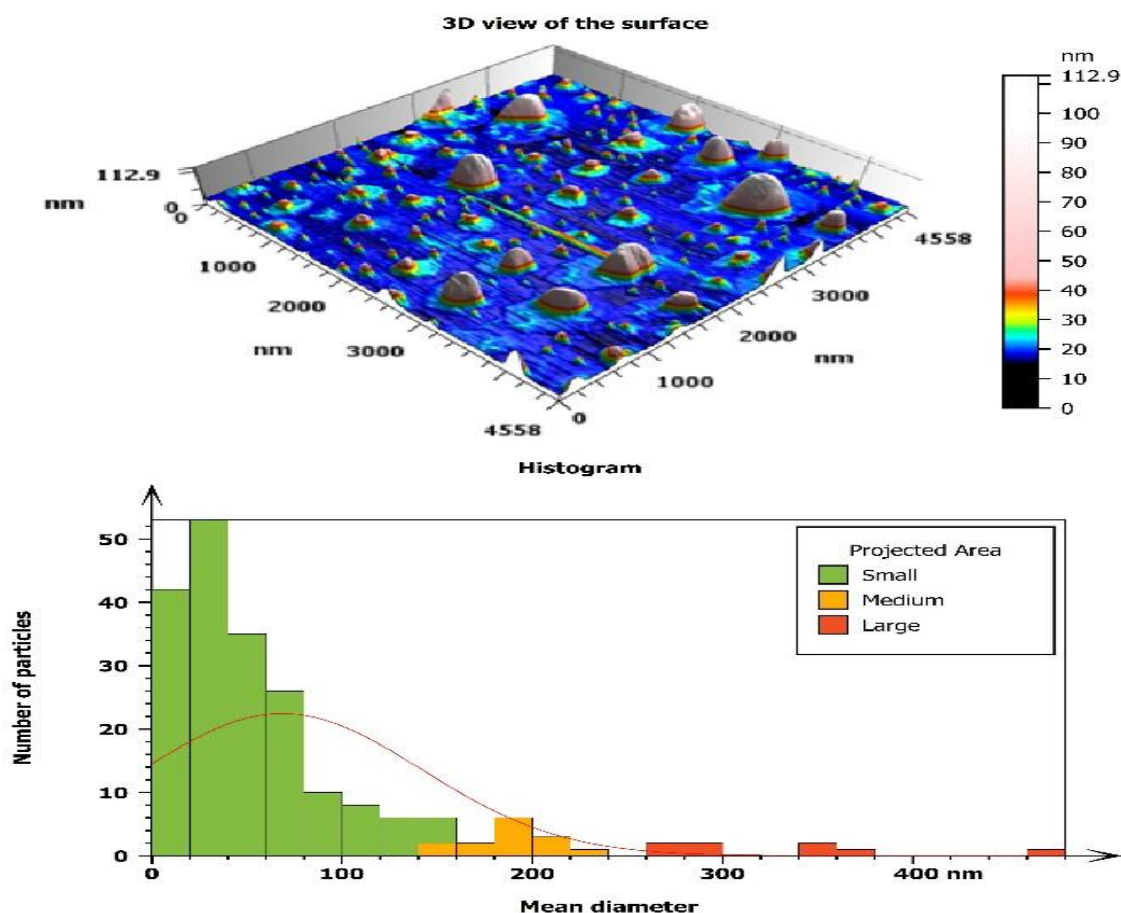 3D view of the surface
nm
112.9
100
90
80
70
60
50
40
30
20
10
0
112.9
nm
0
0
1000
2000
nm
3000
4558
0
1000
nm
2000
3000
4558
Histogram
Number of particles
50
40
30
20
10
0
Projected Area
Small
Medium
Large
0 100 200 300 400 nm
Mean diameter